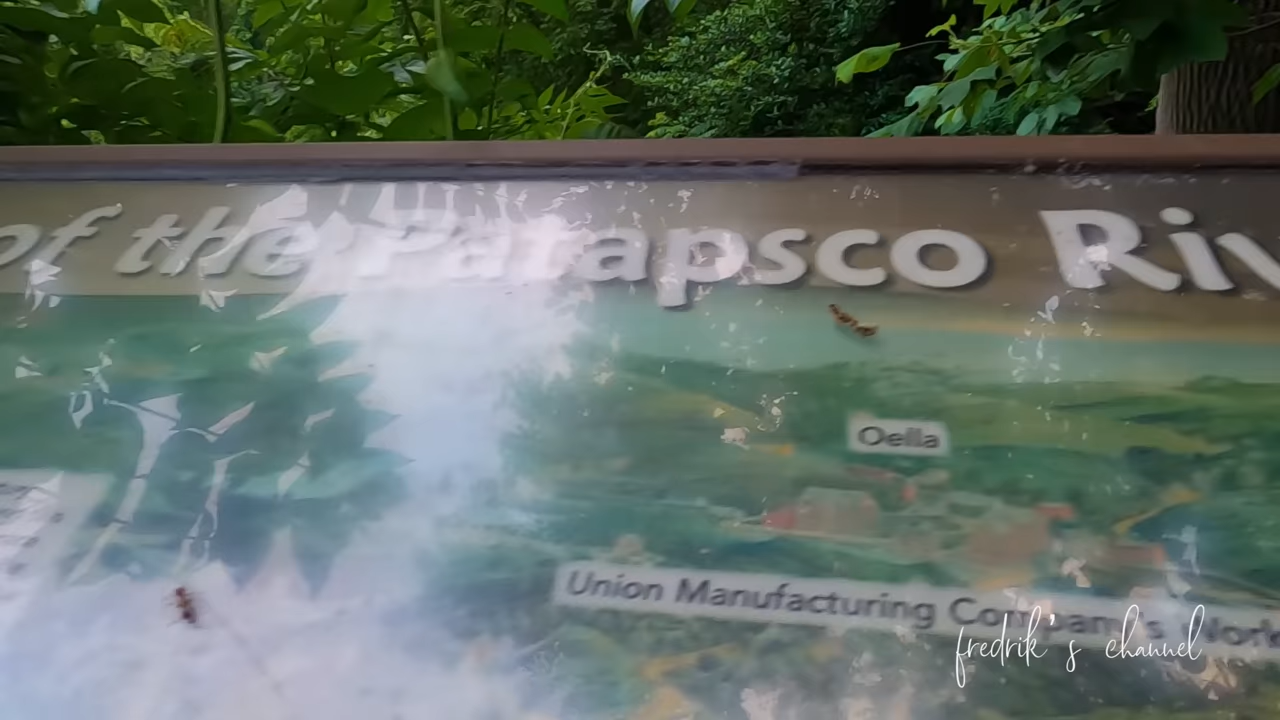 of the Patapsco Riv
Oella
Union Manufacturing Company's Work
fredrik's channel